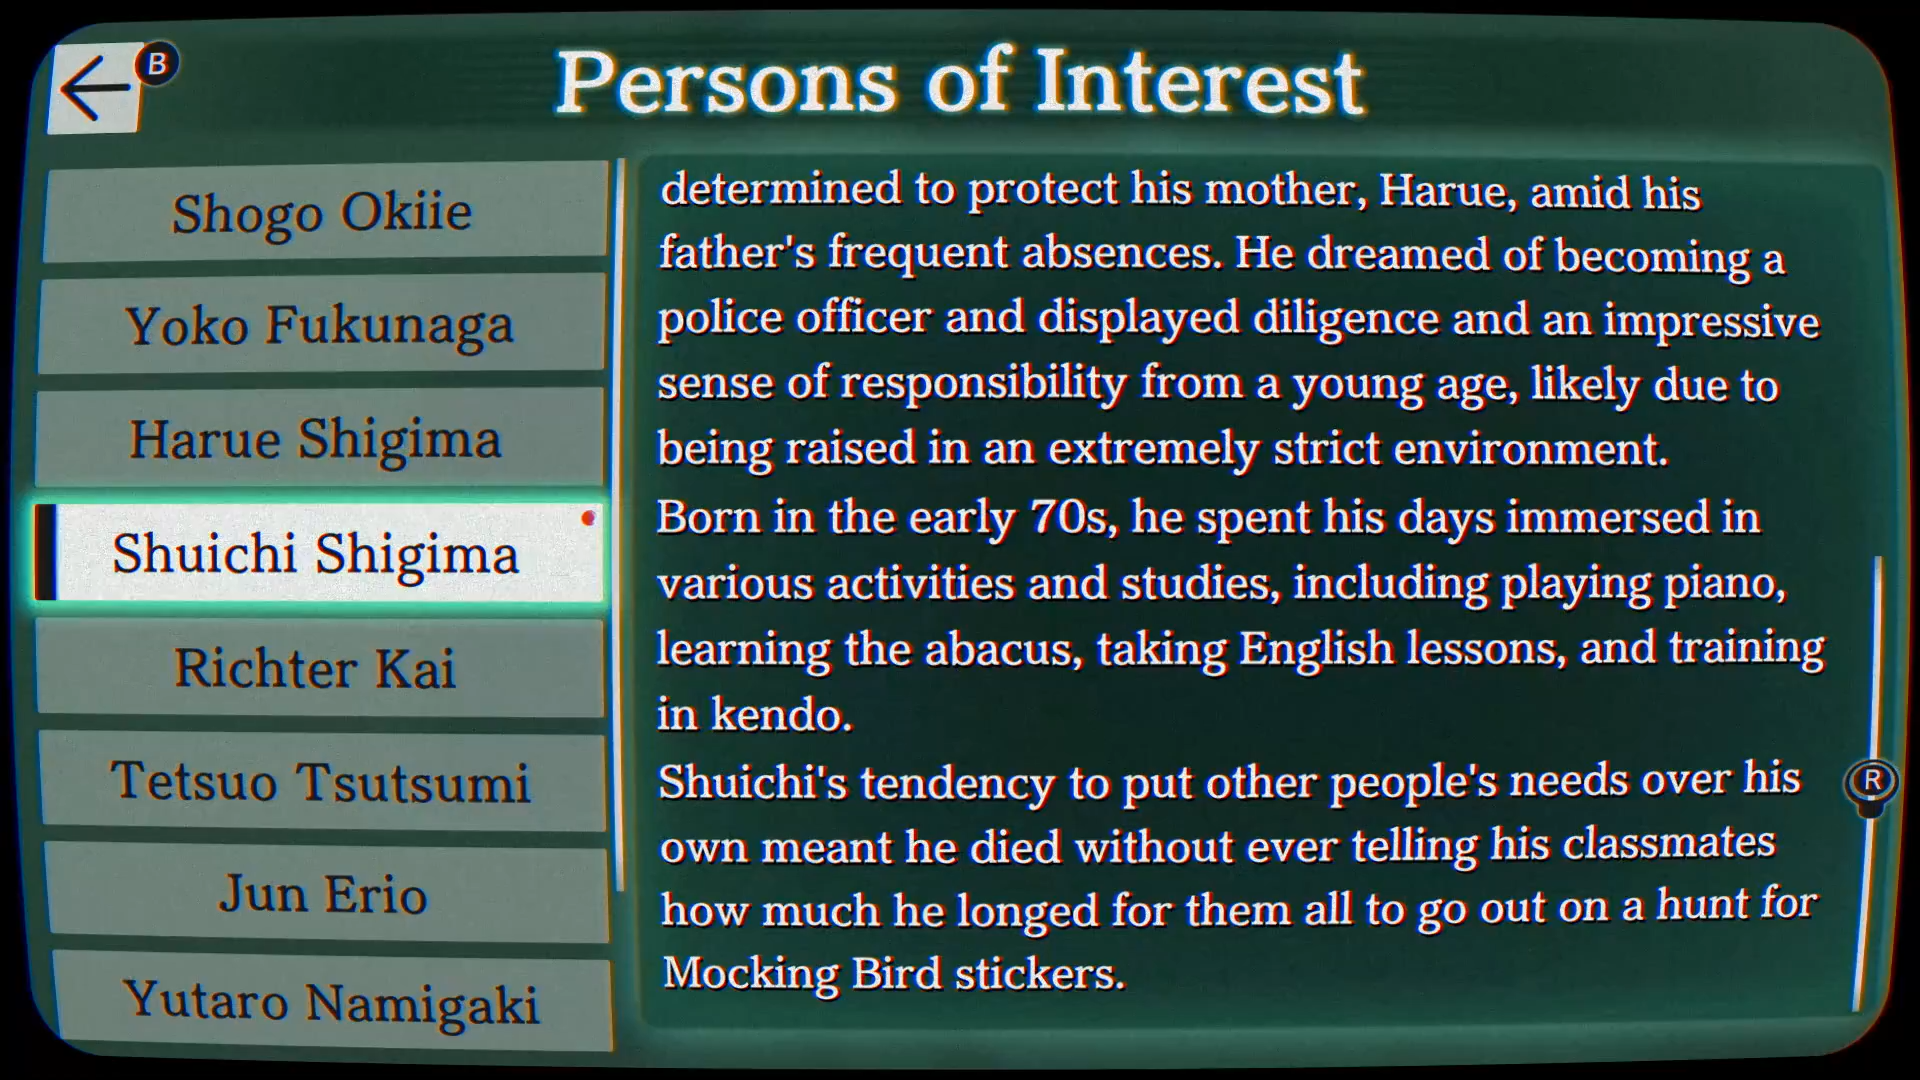 B
Persons of Interest
Shogo Okiie
Yoko Fukunaga
Harue Shigima
Shuichi Shigima
Richter Kai
Tetsuo Tsutsumi
Jun Erio
Yutaro Namigaki
determined to protect his mother, Harue, amid his
father's frequent absences. He dreamed of becoming a
police officer and displayed diligence and an impressive
sense of responsibility from a young age, likely due to
being raised in an extremely strict environment.
Born in the early 70s, he spent his days immersed in
various activities and studies, including playing piano,
learning the abacus, taking English lessons, and training
in kendo.
Shuichi's tendency to put other people's needs over his
own meant he died without ever telling his classmates
how much he longed for them all to go out on a hunt for
Mocking Bird stickers.
R